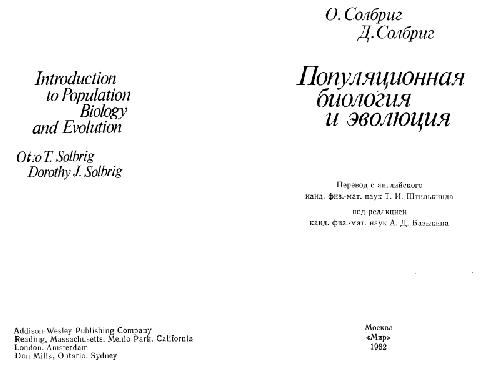 Introduction
to Population
Biology
and Evolution
Otto T. Solbrig
Dorothy J. Solbrig
Addison-Wesley Publishing Company
Reading, Massachusetts. Menlo Park, California
London. Amsterdam
Don Mills, Ontario. Sydney
О. Солбриг
Д. Солбриг
Популяционная
биология
и эволюция
Перевод с английского
канд. физ.-мат. наук Т. И.
под редакцией
канд. физ.-мат. наук А. Д. Базыкина
Москва
«Мир»
1982